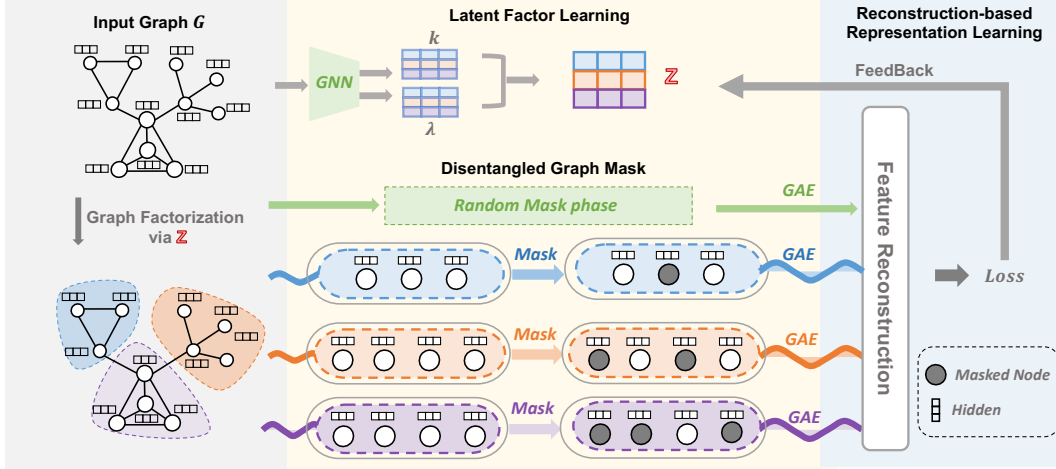 Input Graph G
Latent Factor Learning
Reconstruction-based
Representation Learning
k
GNN
λ
ℤ
FeedBack
Disentangled Graph Mask
Random Mask phase
GAE
Graph Factorization
via ℤ
Mask
GAE
Mask
GAE
Mask
GAE
Feature Reconstruction
Loss
Masked Node
Hidden